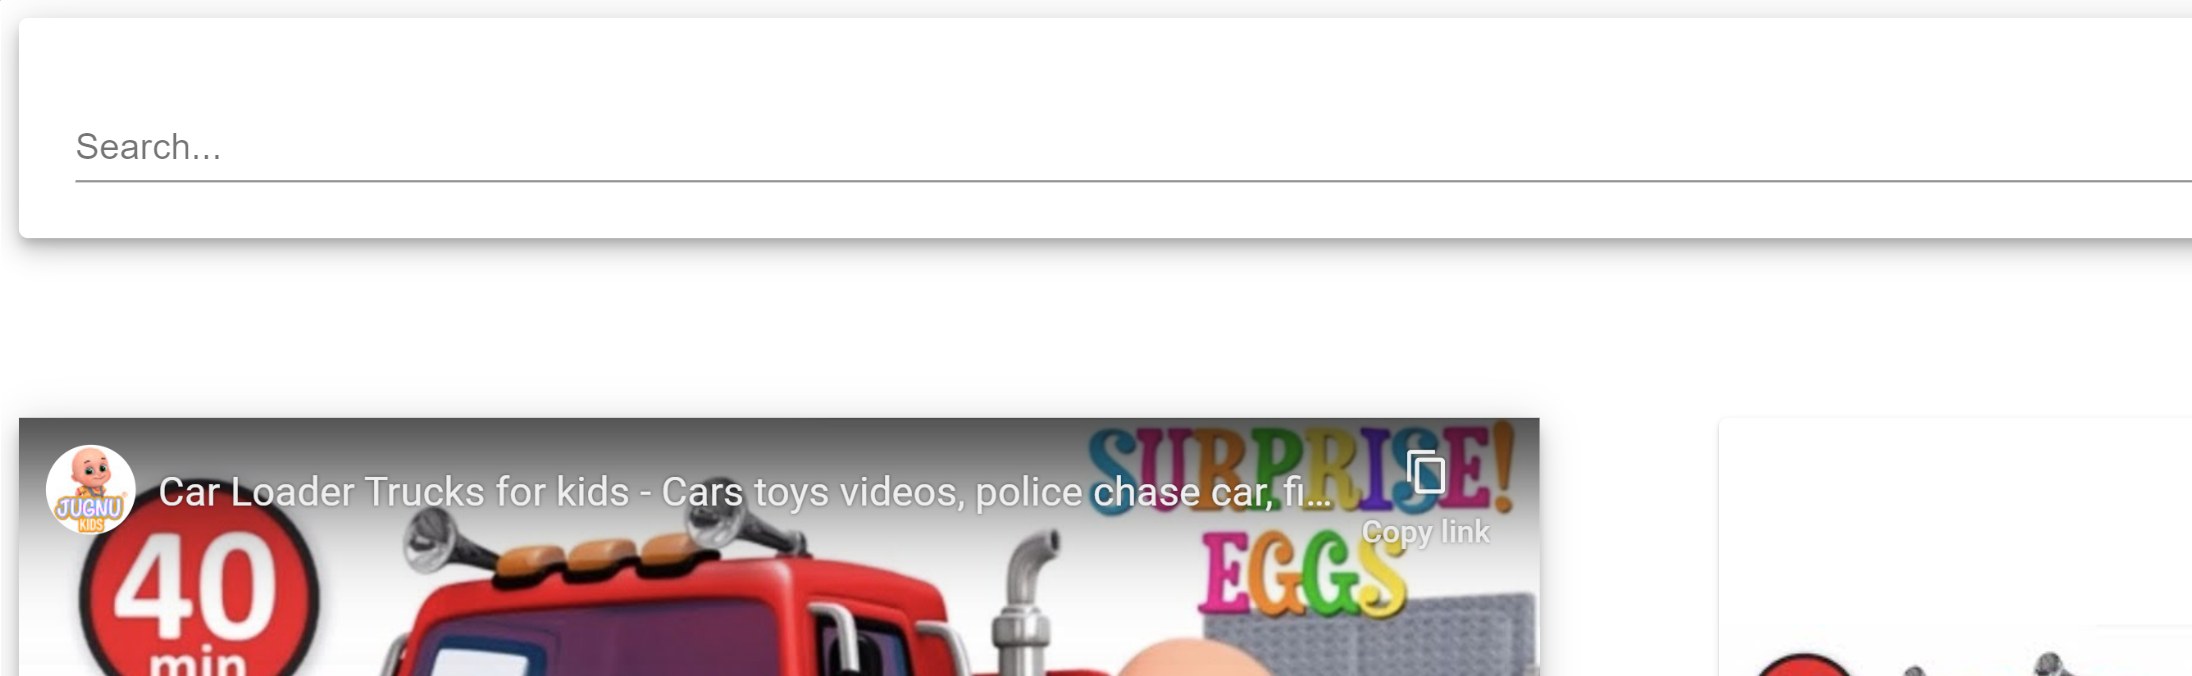 Search...
SURPRISE!
Car Loader Trucks for kids - Cars toys videos, police chase car, fi...
JUGNU
KIDS
Copy link
EGGS
40
min